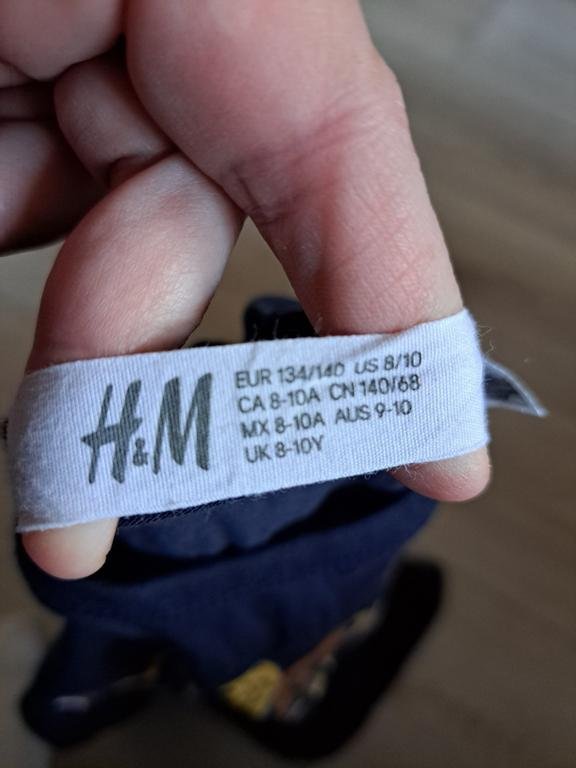 H&M
EUR 134/140 US 8/10
CA 8-10A CN 140/68
MX 8-10A AUS 9-10
UK 8-10Y